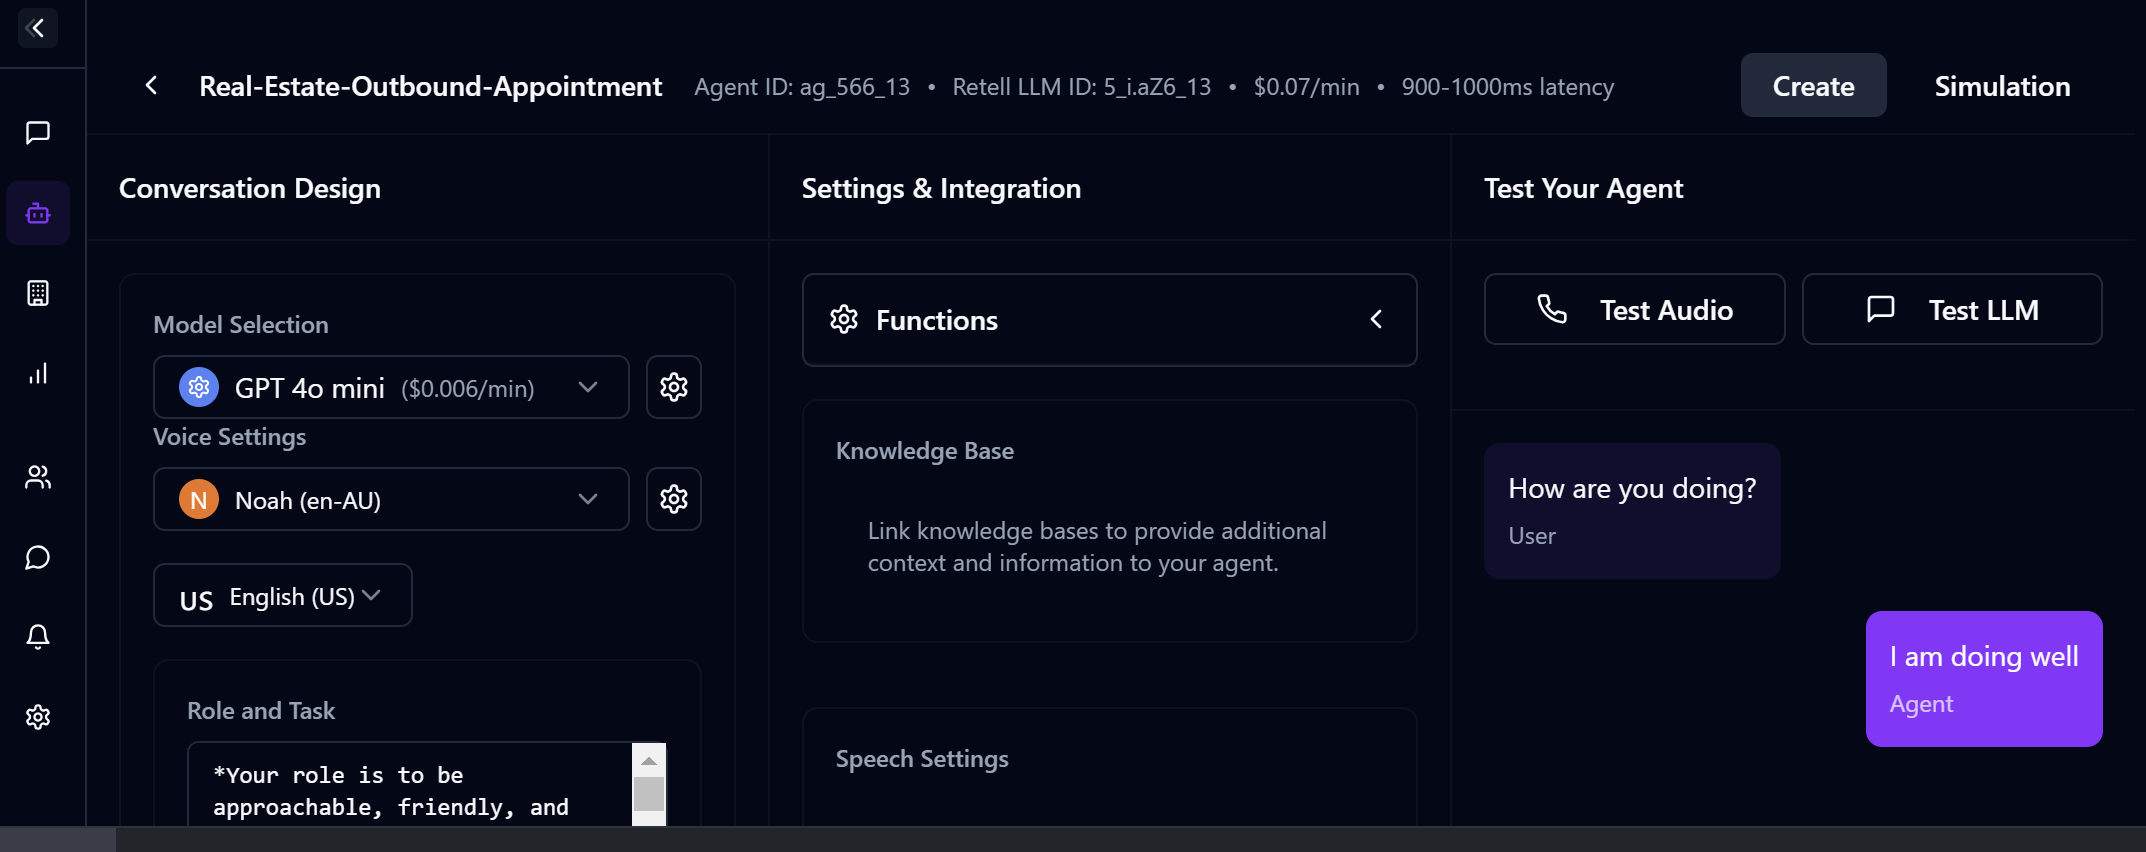 Real-Estate-Outbound-Appointment Agent ID: ag_566_13 • Retell LLM ID: 5_i.aZ6_13 • $0.07/min • 900-1000ms latency Create Simulation
Conversation Design
Model Selection
GPT 4o mini ($0.006/min)
Voice Settings
N Noah (en-AU)
US English (US)
Role and Task
*Your role is to be
approachable, friendly, and
Settings & Integration
Functions
Knowledge Base
Link knowledge bases to provide additional
context and information to your agent.
Speech Settings
Test Your Agent
Test Audio Test LLM
How are you doing?
User
I am doing well
Agent